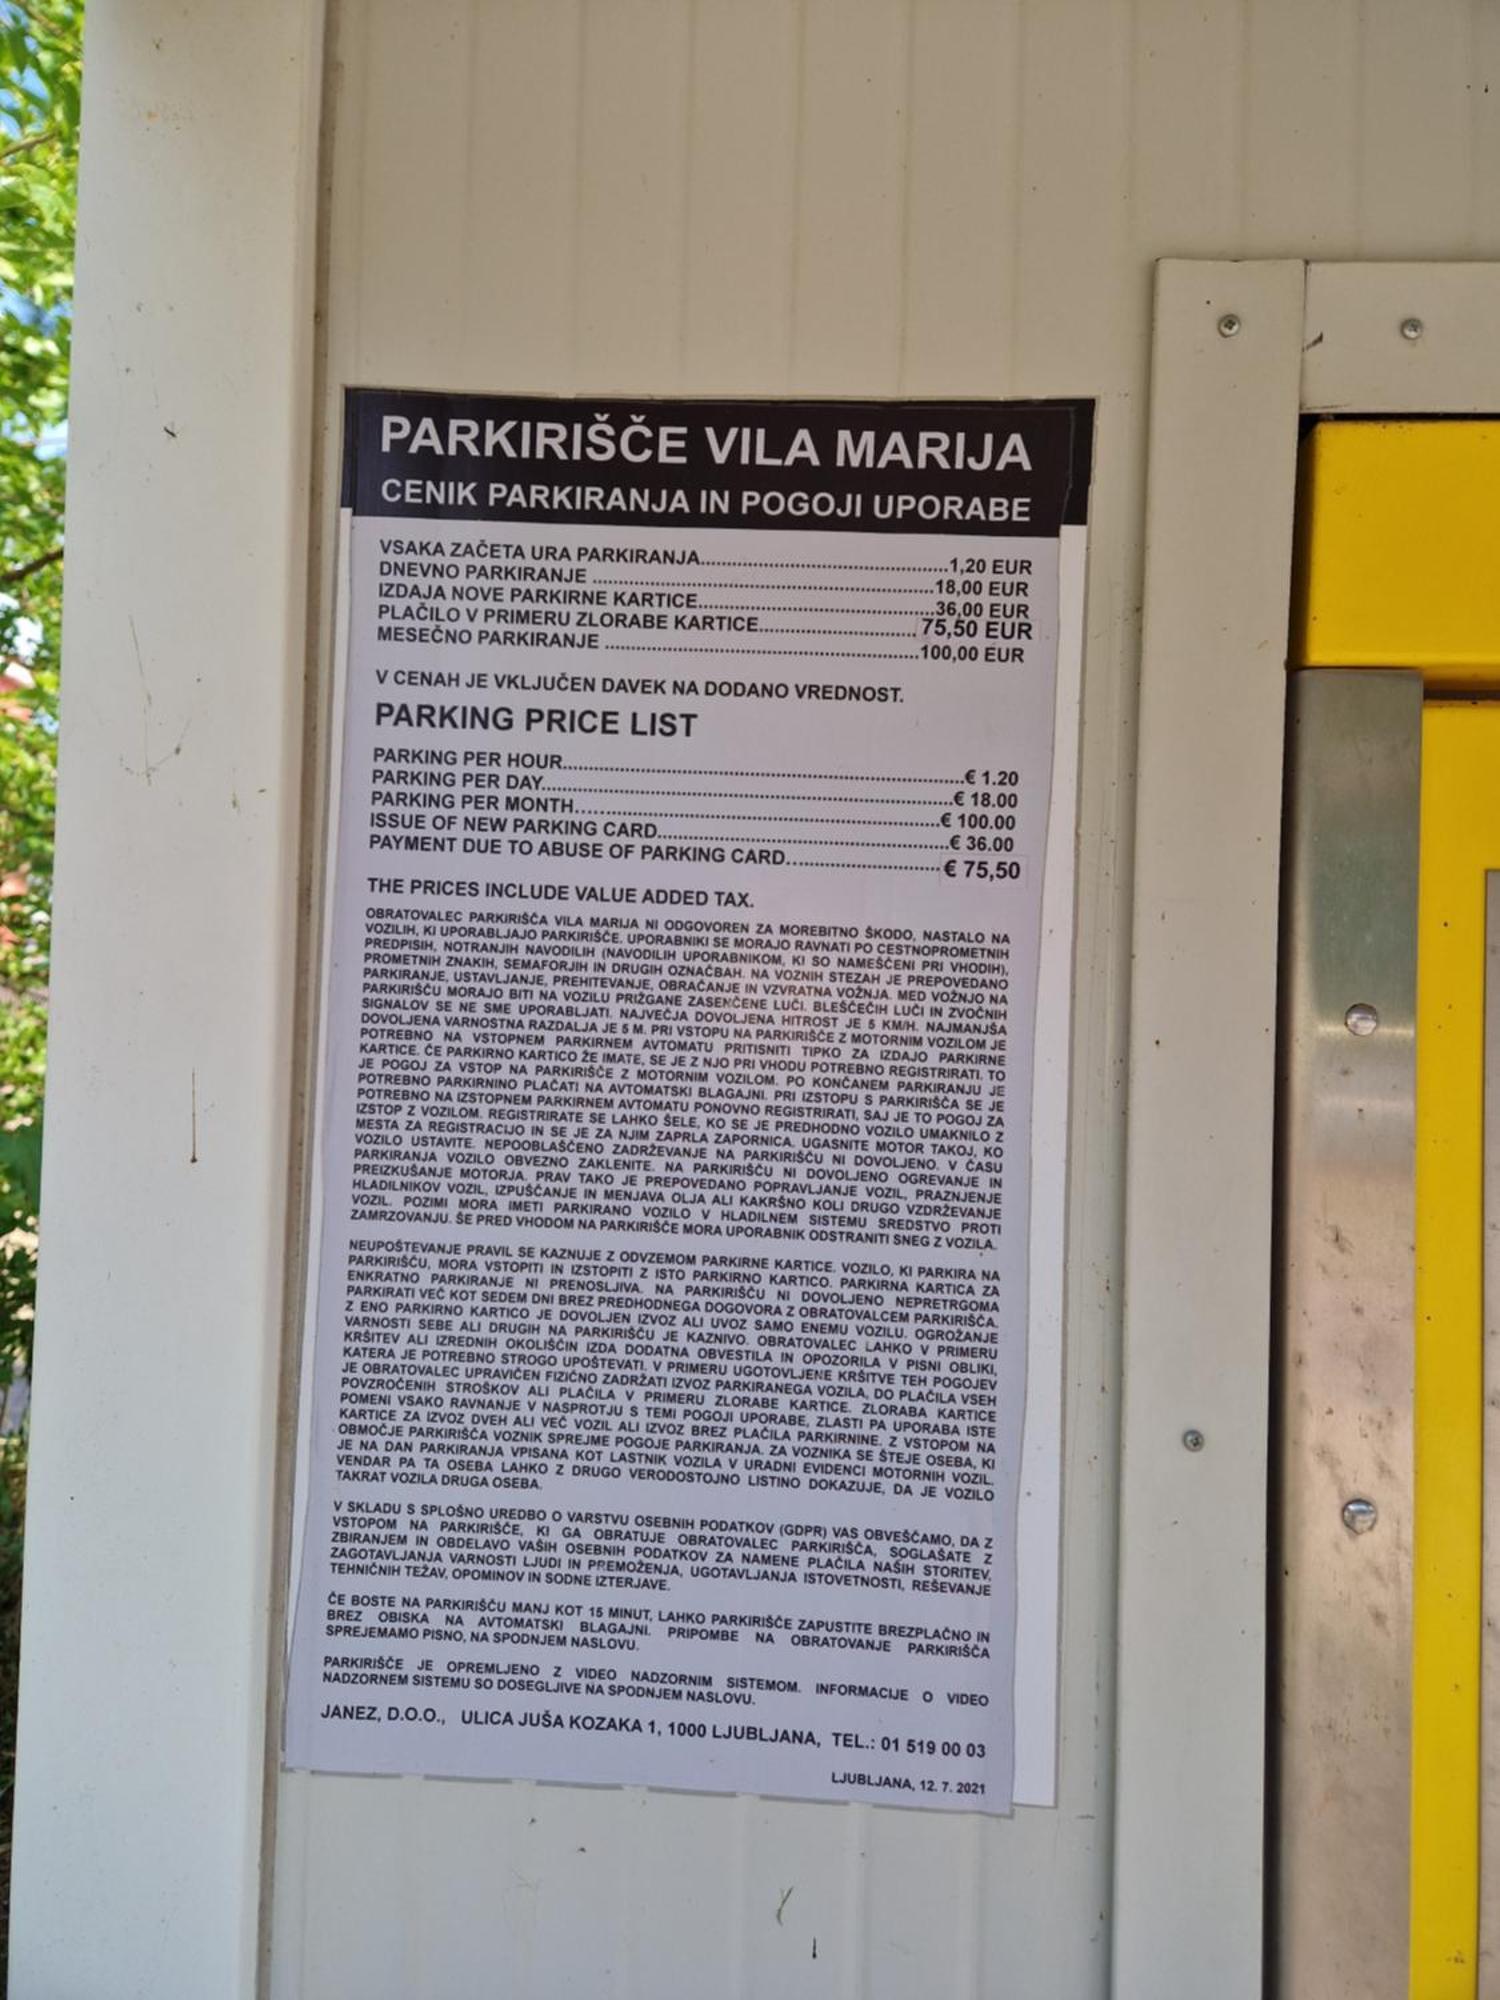 PARKIRIŠČE VILA MARIJA
CENIK PARKIRANJA IN POGOJI UPORABE
VSAKA ZAČETA URA PARKIRANJA..........1,20 EUR
DNEVNO PARKIRANJE ..........18,00 EUR
IZDAJA NOVE PARKIRNE KARTICE..........36,00 EUR
PLAČILO V PRIMERU ZLORABE KARTICE..........75,50 EUR
MESEČNO PARKIRANJE ..........100,00 EUR
V CENAH JE VKLJUČEN DAVEK NA DODANO VREDNOST.
PARKING PRICE LIST
PARKING PER HOUR..........€ 1.20
PARKING PER DAY..........€ 18.00
PARKING PER MONTH..........€ 100.00
ISSUE OF NEW PARKING CARD..........€ 36.00
PAYMENT DUE TO ABUSE OF PARKING CARD..........€ 75,50
THE PRICES INCLUDE VALUE ADDED TAX.
OBRATOVALEC PARKIRIŠČA VILA MARIJA NI ODGOVOREN ZA MOREBITNO ŠKODO, NASTALO NA
VOZILIH, KI UPORABLJAJO PARKIRIŠČE. UPORABNIKI SE MORAJO RAVNATI PO CESTNOPROMETNIH
PREDPISIH, NOTRANJIH NAVODILIH (NAVODILIH UPORABNIKOM, KI SO NAMEŠČENI PRI VHODIH),
PROMETNIH ZNAKIH, SEMAFORJIH IN DRUGIH OZNAČBAH. NA VOZNIH STEZAH JE PREPOVEDANO
PARKIRANJE, USTAVLJANJE, PREHITEVANJE, OBRAČANJE IN VZVRATNA VOŽNJA. MED VOŽNJO NA
PARKIRIŠČU MORAJO BITI NA VOZILU PRIŽGANE ZASENČENE LUČI. BLEŠČEČIH LUČI IN ZVOČNIH
SIGNALOV SE NE SME UPORABLJATI. NAJVEČJA DOVOLJENA HITROST JE 5 KM/H. NAJMANJŠA
DOVOLJENA VARNOSTNA RAZDALJA JE 5 M. PRI VSTOPU NA PARKIRIŠČE Z MOTORNIM VOZILOM JE
POTREBNO NA VSTOPNEM PARKIRNEM AVTOMATU PRITISNITI TIPKO ZA IZDAJO PARKIRNE
KARTICE. ČE PARKIRNO KARTICO ŽE IMATE, SE JE Z NJO PRI VHODU POTREBNO REGISTRIRATI. TO
JE POGOJ ZA VSTOP NA PARKIRIŠČE Z MOTORNIM VOZILOM. PO KONČANEM PARKIRANJU JE
POTREBNO PARKIRNINO PLAČATI NA AVTOMATSKI BLAGAJNI. PRI IZSTOPU S PARKIRIŠČA SE JE
POTREBNO NA IZSTOPNEM PARKIRNEM AVTOMATU PONOVNO REGISTRIRATI, SAJ JE TO POGOJ ZA
IZSTOP Z VOZILOM. REGISTRIRATE SE LAHKO ŠELE, KO SE JE PREDHODNO VOZILO UMAKNILO Z
MESTA ZA REGISTRACIJO IN SE JE ZA NJIM ZAPRLA ZAPORNICA. UGASNITE MOTOR TAKOJ, KO
VOZILO USTAVITE. NEPOOBLAŠČENO ZADRŽEVANJE NA PARKIRIŠČU NI DOVOLJENO. V ČASU
PARKIRANJA VOZILO OBVEZNO ZAKLENITE. NA PARKIRIŠČU NI DOVOLJENO OGREVANJE IN
PREIZKUŠANJE MOTORJA. PRAV TAKO JE PREPOVEDANO POPRAVLJANJE VOZIL, PRAZNJENJE
HLADILNIKOV VOZIL, IZPUŠČANJE IN MENJAVA OLJA ALI KAKRŠNO KOLI DRUGO VZDRŽEVANJE
VOZIL. POZIMI MORA IMETI PARKIRANO VOZILO V HLADILNEM SISTEMU SREDSTVO PROTI
ZAMRZOVANJU. ŠE PRED VHODOM NA PARKIRIŠČE MORA UPORABNIK ODSTRANITI SNEG Z VOZILA.
NEUPOŠTEVANJE PRAVIL SE KAZNUJE Z ODVZEMOM PARKIRNE KARTICE. VOZILO, KI PARKIRA NA
PARKIRIŠČU, MORA VSTOPITI IN IZSTOPITI Z ISTO PARKIRNO KARTICO. PARKIRNA KARTICA ZA
ENKRATNO PARKIRANJE NI PRENOSLJIVA. NA PARKIRIŠČU NI DOVOLJENO NEPRETRGOMA
PARKIRATI VEČ KOT SEDEM DNI BREZ PREDHODNEGA DOGOVORA Z OBRATOVALCEM PARKIRIŠČA.
Z ENO PARKIRNO KARTICO JE DOVOLJEN IZVOZ ALI UVOZ SAMO ENEMU VOZILU. OGROŽANJE
VARNOSTI SEBE ALI DRUGIH NA PARKIRIŠČU JE KAZNIVO. OBRATOVALEC LAHKO V PRIMERU
KRŠITEV ALI IZREDNIH OKOLIŠČIN IZDA DODATNA OBVESTILA IN OPOZORILA V PISNI OBLIKI,
KATERA JE POTREBNO STROGO UPOŠTEVATI. V PRIMERU UGOTOVLJENE KRŠITVE TEH POGOJEV
JE OBRATOVALEC UPRAVIČEN FIZIČNO ZADRŽATI IZVOZ PARKIRANEGA VOZILA, DO PLAČILA VSEH
POVZROČENIH STROŠKOV ALI PLAČILA V PRIMERU ZLORABE KARTICE. ZLORABA KARTICE
POMENI VSAKO RAVNANJE V NASPROTJU S TEMI POGOJI UPORABE, ZLASTI PA UPORABA ISTE
KARTICE ZA IZVOZ DVEH ALI VEČ VOZIL ALI IZVOZ BREZ PLAČILA PARKIRNINE. Z VSTOPOM NA
OBMOČJE PARKIRIŠČA VOZNIK SPREJME POGOJE PARKIRANJA. ZA VOZNIKA SE ŠTEJE OSEBA, KI
JE NA DAN PARKIRANJA VPISANA KOT LASTNIK VOZILA V URADNI EVIDENCI MOTORNIH VOZIL,
VENDAR PA TA OSEBA LAHKO Z DRUGO VERODOSTOJNO LISTINO DOKAZUJE, DA JE VOZILO
TAKRAT VOZILA DRUGA OSEBA.
V SKLADU S SPLOŠNO UREDBO O VARSTVU OSEBNIH PODATKOV (GDPR) VAS OBVEŠČAMO, DA Z
VSTOPOM NA PARKIRIŠČE, KI GA OBRATUJE OBRATOVALEC PARKIRIŠČA, SOGLAŠATE Z
ZBIRANJEM IN OBDELAVO VAŠIH OSEBNIH PODATKOV ZA NAMENE PLAČILA NAŠIH STORITEV,
ZAGOTAVLJANJA VARNOSTI LJUDI IN PREMOŽENJA, UGOTAVLJANJA ISTOVETNOSTI, REŠEVANJE
TEHNIČNIH TEŽAV, OPOMINOV IN SODNE IZTERJAVE.
ČE BOSTE NA PARKIRIŠČU MANJ KOT 15 MINUT, LAHKO PARKIRIŠČE ZAPUSTITE BREZPLAČNO IN
BREZ OBISKA NA AVTOMATSKI BLAGAJNI. PRIPOMBE NA OBRATOVANJE PARKIRIŠČA
SPREJEMAMO PISNO, NA SPODNJEM NASLOVU.
PARKIRIŠČE JE OPREMLJENO Z VIDEO NADZORNIM SISTEMOM. INFORMACIJE O VIDEO
NADZORNEM SISTEMU SO DOSEGLJIVE NA SPODNJEM NASLOVU.
JANEZ, D.O.O., ULICA JUŠA KOZAKA 1, 1000 LJUBLJANA, TEL.: 01 519 00 03
LJUBLJANA, 12. 7. 2021